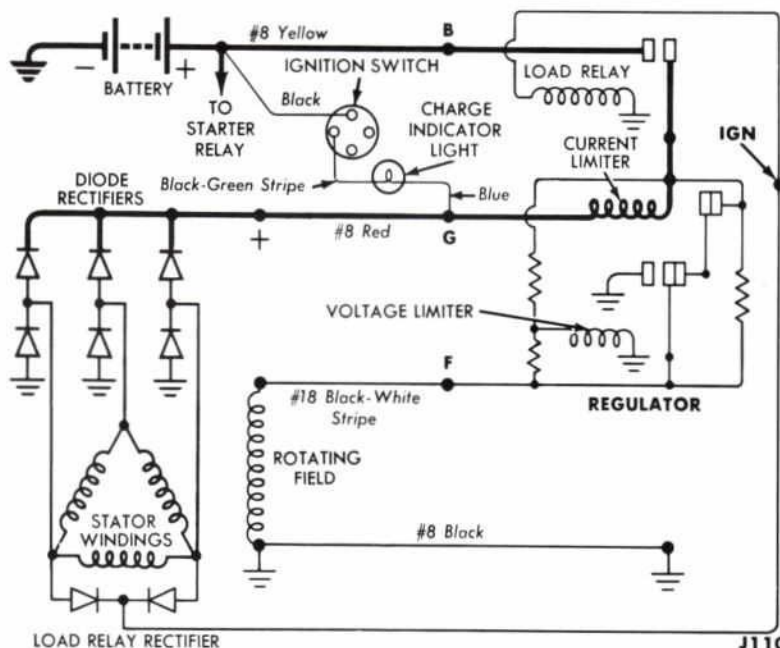 #8 Yellow
B
IGNITION SWITCH
LOAD RELAY
−
+
BATTERY
TO
STARTER
RELAY
Black
CHARGE
INDICATOR
LIGHT
IGN
CURRENT
LIMITER
DIODE
RECTIFIERS
Black-Green Stripe
Blue
+
#8 Red
G
VOLTAGE LIMITER
F
#18 Black-White
Stripe
REGULATOR
ROTATING
FIELD
STATOR
WINDINGS
#8 Black
LOAD RELAY RECTIFIER